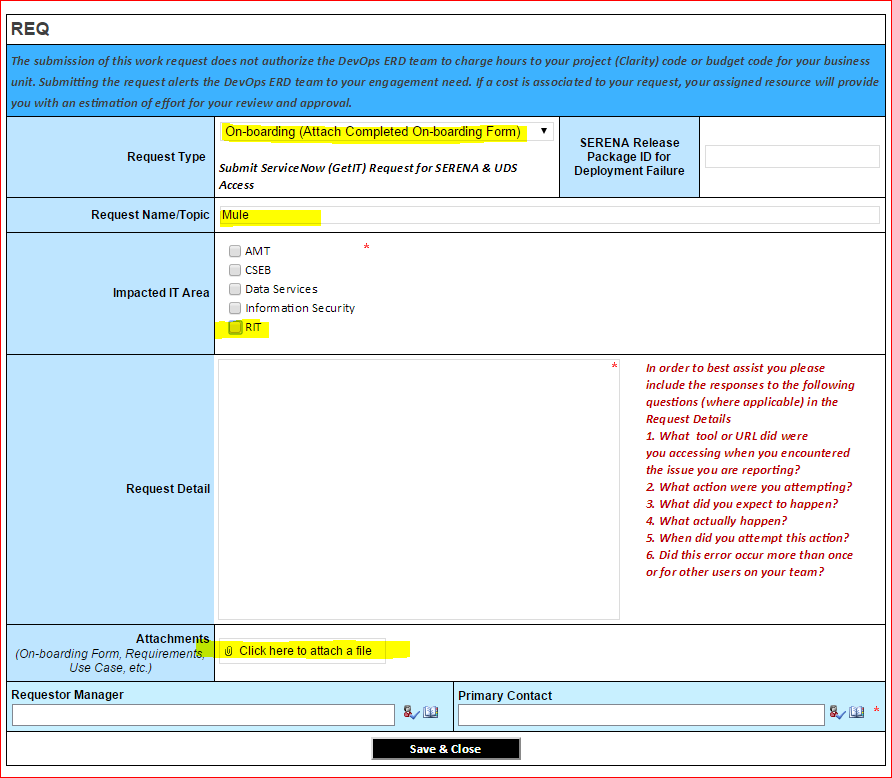 REQ
The submission of this work request does not authorize the DevOps ERD team to charge hours to your project (Clarity) code or budget code for your business
unit. Submitting the request alerts the DevOps ERD team to your engagement need. If a cost is associated to your request, your assigned resource will provide
you with an estimation of effort for your review and approval.
Request Type
On-boarding (Attach Completed On-boarding Form)
Submit ServiceNow (GetIT) Request for SERENA & UDS
Access
SERENA Release
Package ID for
Deployment Failure
Request Name/Topic
Mule
Impacted IT Area
AMT
*
CSEB
Data Services
Information Security
RIT
Request Detail
*
In order to best assist you please
include the responses to the following
questions (where applicable) in the
Request Details
1. What tool or URL did were
you accessing when you encountered
the issue you are reporting?
2. What action were you attempting?
3. What did you expect to happen?
4. What actually happen?
5. When did you attempt this action?
6. Did this error occur more than once
or for other users on your team?
Attachments
(On-boarding Form, Requirements,
Use Case, etc.)
Click here to attach a file
Requestor Manager
Primary Contact
*
Save & Close